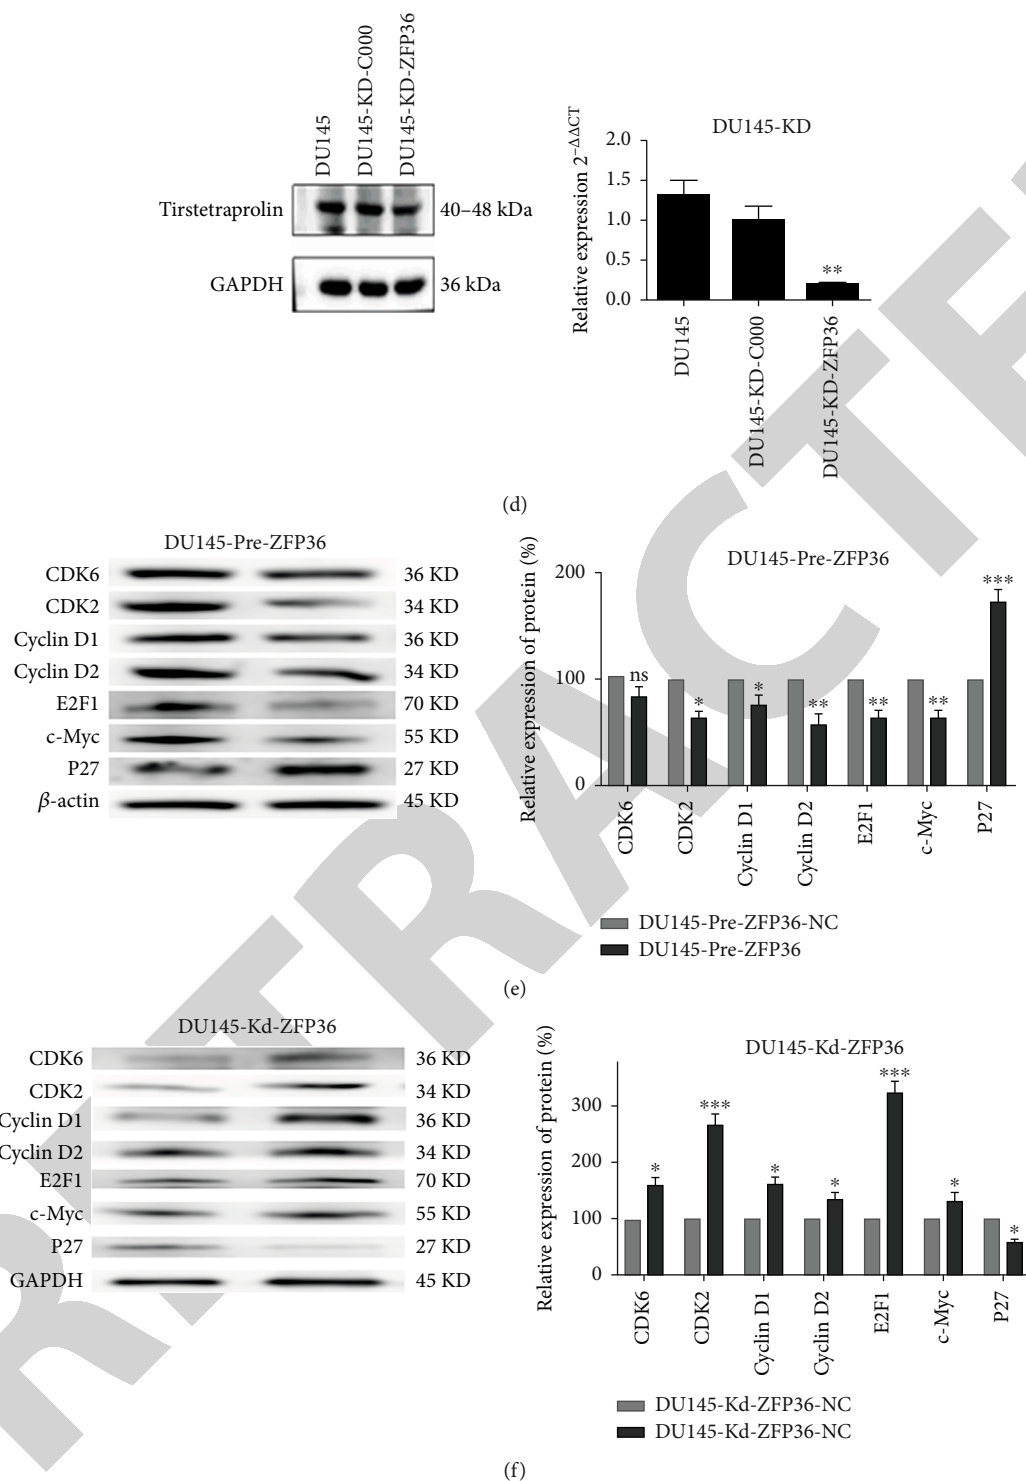 DU145
DU145-KD-C000
DU145-KD-ZFP36
Tirstetraprolin
40–48 kDa
GAPDH
36 kDa
DU145-KD
Relative expression 2^−ΔΔCT
2.0
1.5
1.0
0.5
0.0
**
DU145
DU145-KD-C000
DU145-KD-ZFP36
(d)
DU145-Pre-ZFP36
CDK6 36 KD
CDK2 34 KD
Cyclin D1 36 KD
Cyclin D2 34 KD
E2F1 70 KD
c-Myc 55 KD
P27 27 KD
β-actin 45 KD
DU145-Pre-ZFP36
Relative expression of protein (%)
200
100
0
ns * * ** ** ** ***
CDK6
CDK2
Cyclin D1
Cyclin D2
E2F1
c-Myc
P27
DU145-Pre-ZFP36-NC
DU145-Pre-ZFP36
(e)
DU145-Kd-ZFP36
CDK6 36 KD
CDK2 34 KD
Cyclin D1 36 KD
Cyclin D2 34 KD
E2F1 70 KD
c-Myc 55 KD
P27 27 KD
GAPDH 45 KD
DU145-Kd-ZFP36
Relative expression of protein (%)
300
200
100
0
* *** * * *** * *
CDK6
CDK2
Cyclin D1
Cyclin D2
E2F1
c-Myc
P27
DU145-Kd-ZFP36-NC
DU145-Kd-ZFP36-NC
(f)
RETRACTE